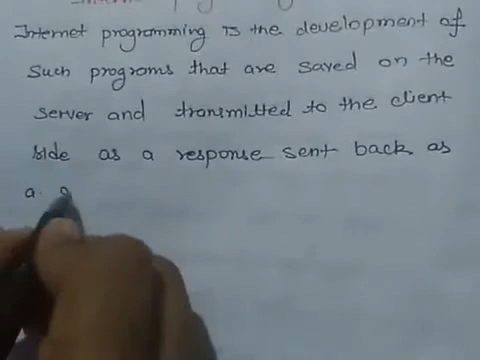 Internet programming is the development of
such programs that are saved on the
server and transmitted to the client
side as a response sent back as
a